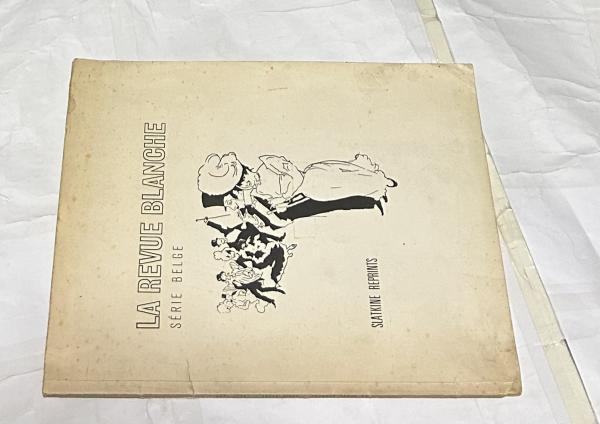 LA REVUE BLANCHE
SÉRIE BELGE
SLATKINE REPRINTS